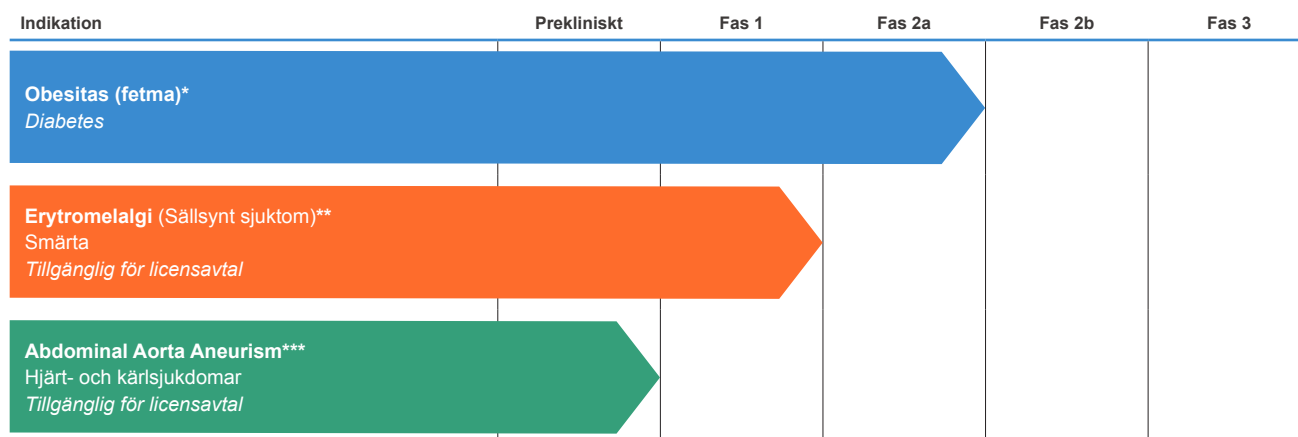 Indikation Prekliniskt Fas 1 Fas 2a Fas 2b Fas 3
Obesitas (fetma)*
Diabetes
Erytromelalgi (Sällsynt sjuktom)**
Smärta
Tillgänglig för licensavtal
Abdominal Aorta Aneurism***
Hjärt- och kärlsjukdomar
Tillgänglig för licensavtal